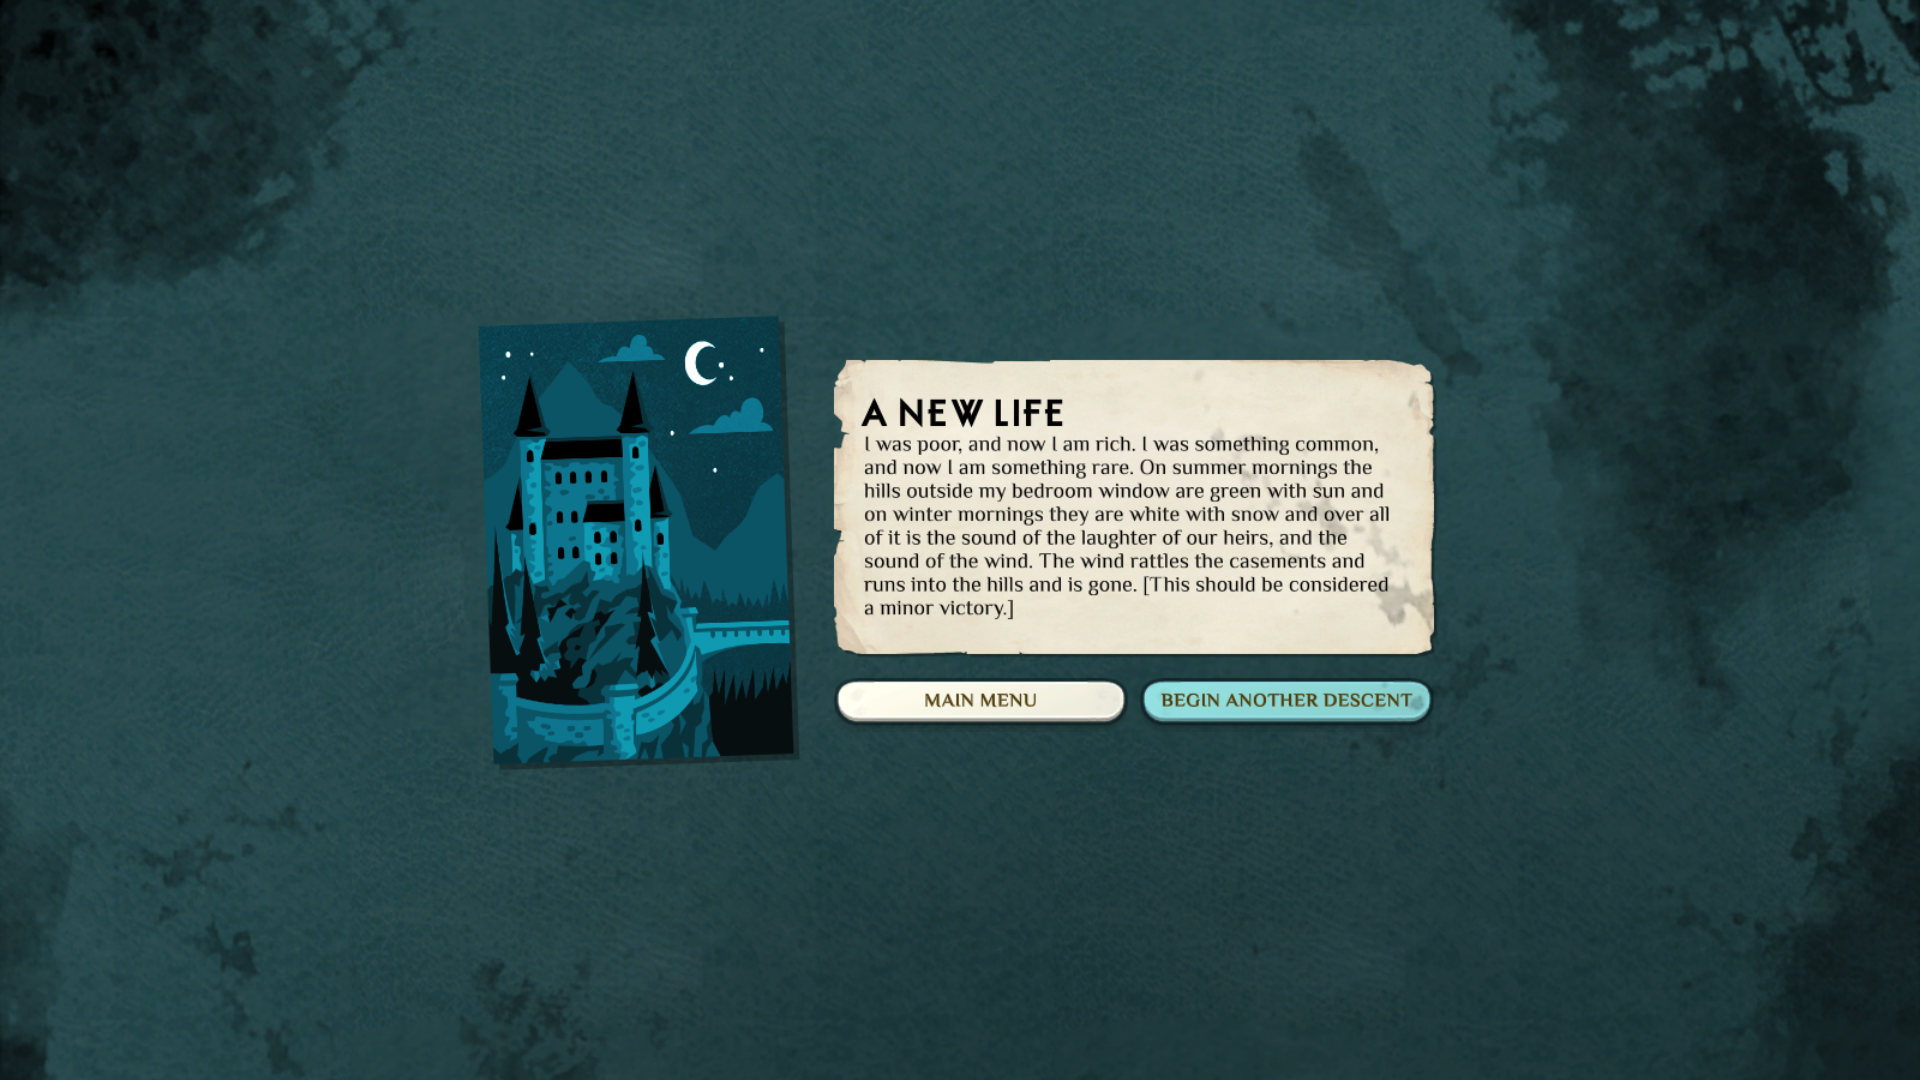 A NEW LIFE
I was poor, and now I am rich. I was something common,
and now I am something rare. On summer mornings the
hills outside my bedroom window are green with sun and
on winter mornings they are white with snow and over all
of it is the sound of the laughter of our heirs, and the
sound of the wind. The wind rattles the casements and
runs into the hills and is gone. [This should be considered
a minor victory.]
MAIN MENU
BEGIN ANOTHER DESCENT